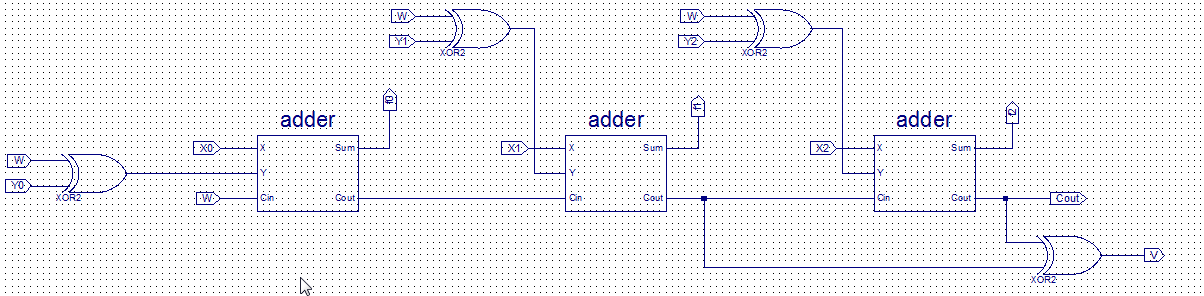 W
Y1
XOR2
W
Y2
XOR2
f0
f1
f2
adder
adder
adder
X0
X
Sum
X1
X
Sum
X2
X
Sum
W
Y0
XOR2
Y
Y
Y
W
Cin
Cout
Cin
Cout
Cin
Cout
Cout
XOR2
V